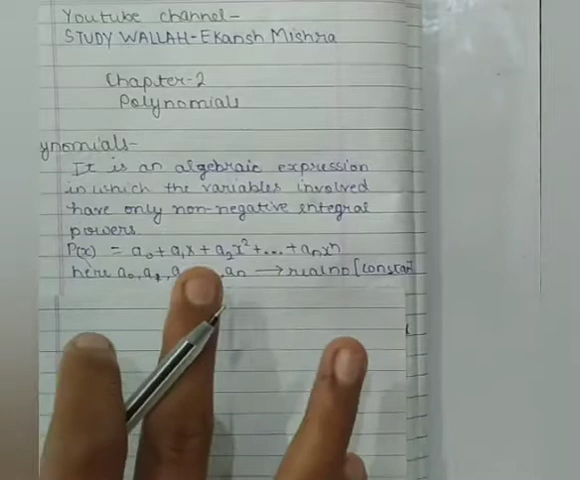 Youtube channel-
STUDY WALLAH-Ekansh Mishra
Chapter-2
Polynomials
ynomials-
It is an algebraic expression
in which the variables involved
have only non-negative integral
powers.
P(x) = a₀ + a₁x + a₂x² + ... + aₙxⁿ
here a₀, a₁, a aₙ → real no [constan